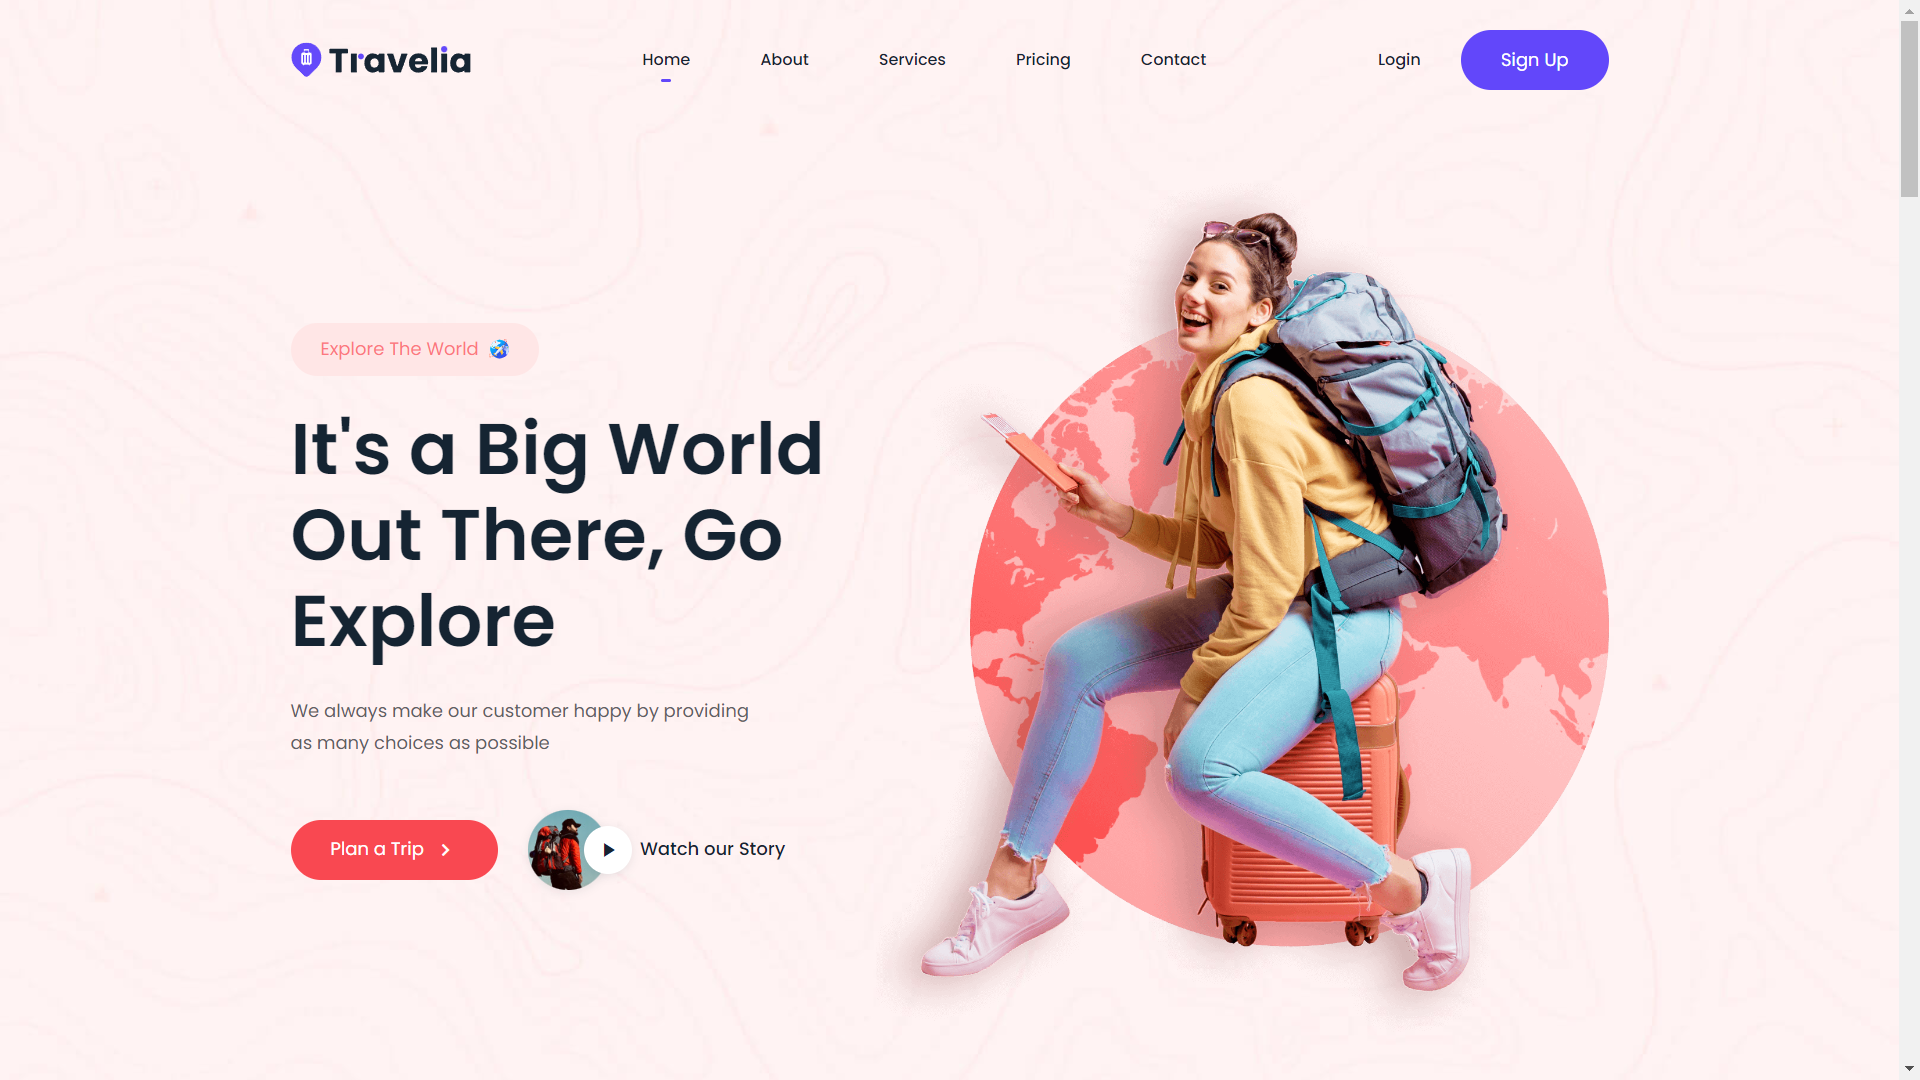 Travelia
Home
About
Services
Pricing
Contact
Login
Sign Up
Explore The World
It's a Big World
Out There, Go
Explore
We always make our customer happy by providing
as many choices as possible
Plan a Trip
Watch our Story